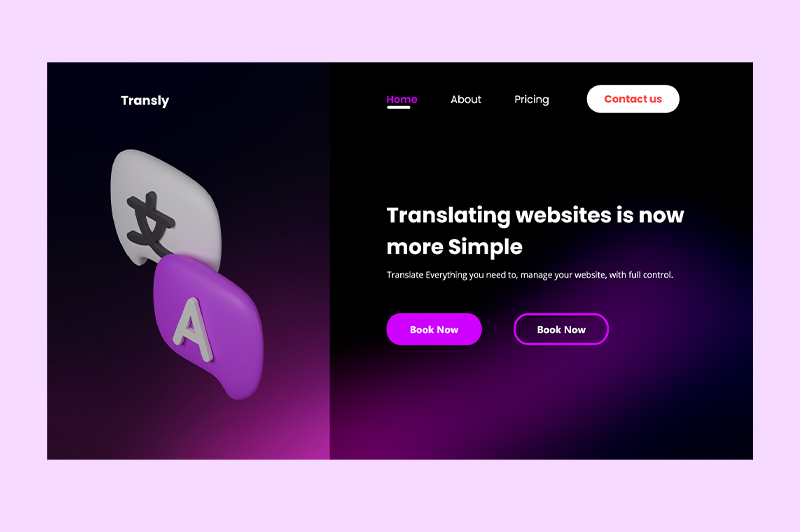 Transly
Home
About
Pricing
Contact us
文
A
Translating websites is now
more Simple
Translate Everything you need to, manage your website, with full control.
Book Now
Book Now